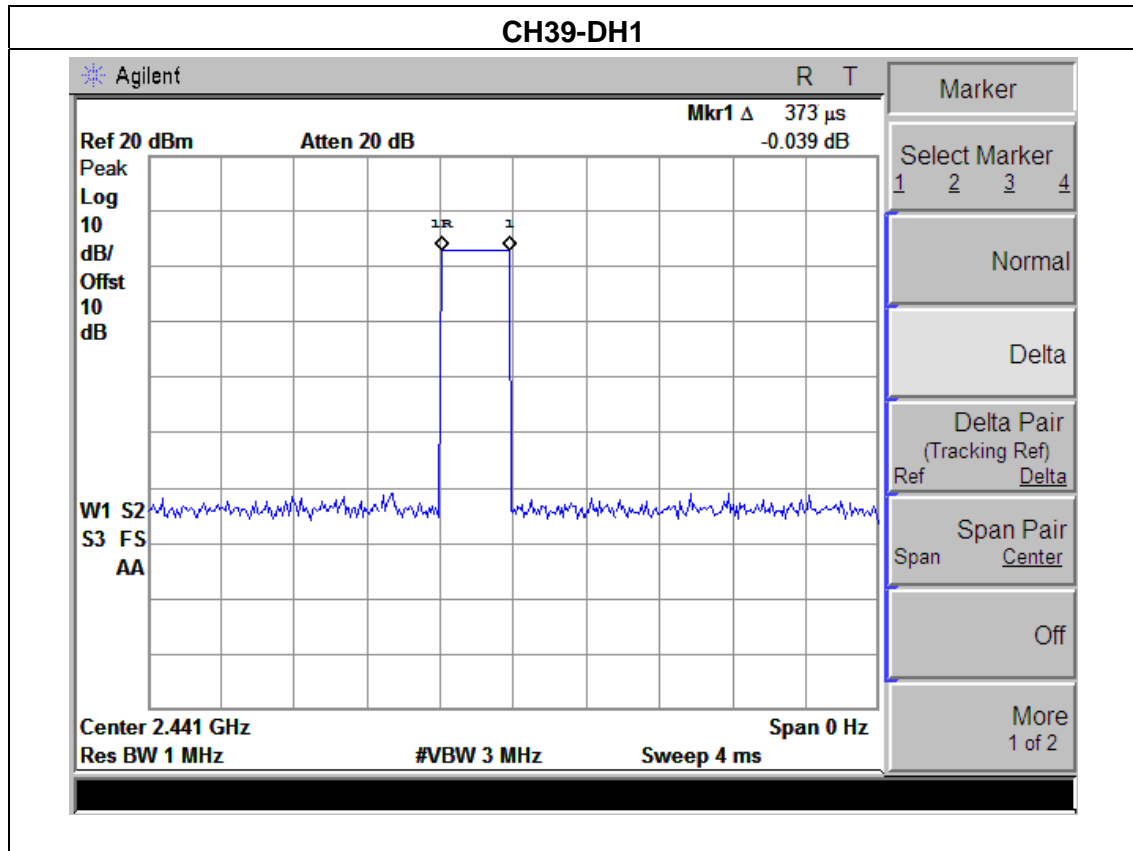 CH39-DH1
Agilent R T
Mkr1 Δ 373 µs
Ref 20 dBm Atten 20 dB -0.039 dB
Peak
Log
10
dB/
Offst
10
dB
1R 1
W1 S2
S3 FS
AA
Center 2.441 GHz Span 0 Hz
Res BW 1 MHz #VBW 3 MHz Sweep 4 ms
Marker
Select Marker
1 2 3 4
Normal
Delta
Delta Pair
(Tracking Ref)
Ref Delta
Span Pair
Span Center
Off
More
1 of 2